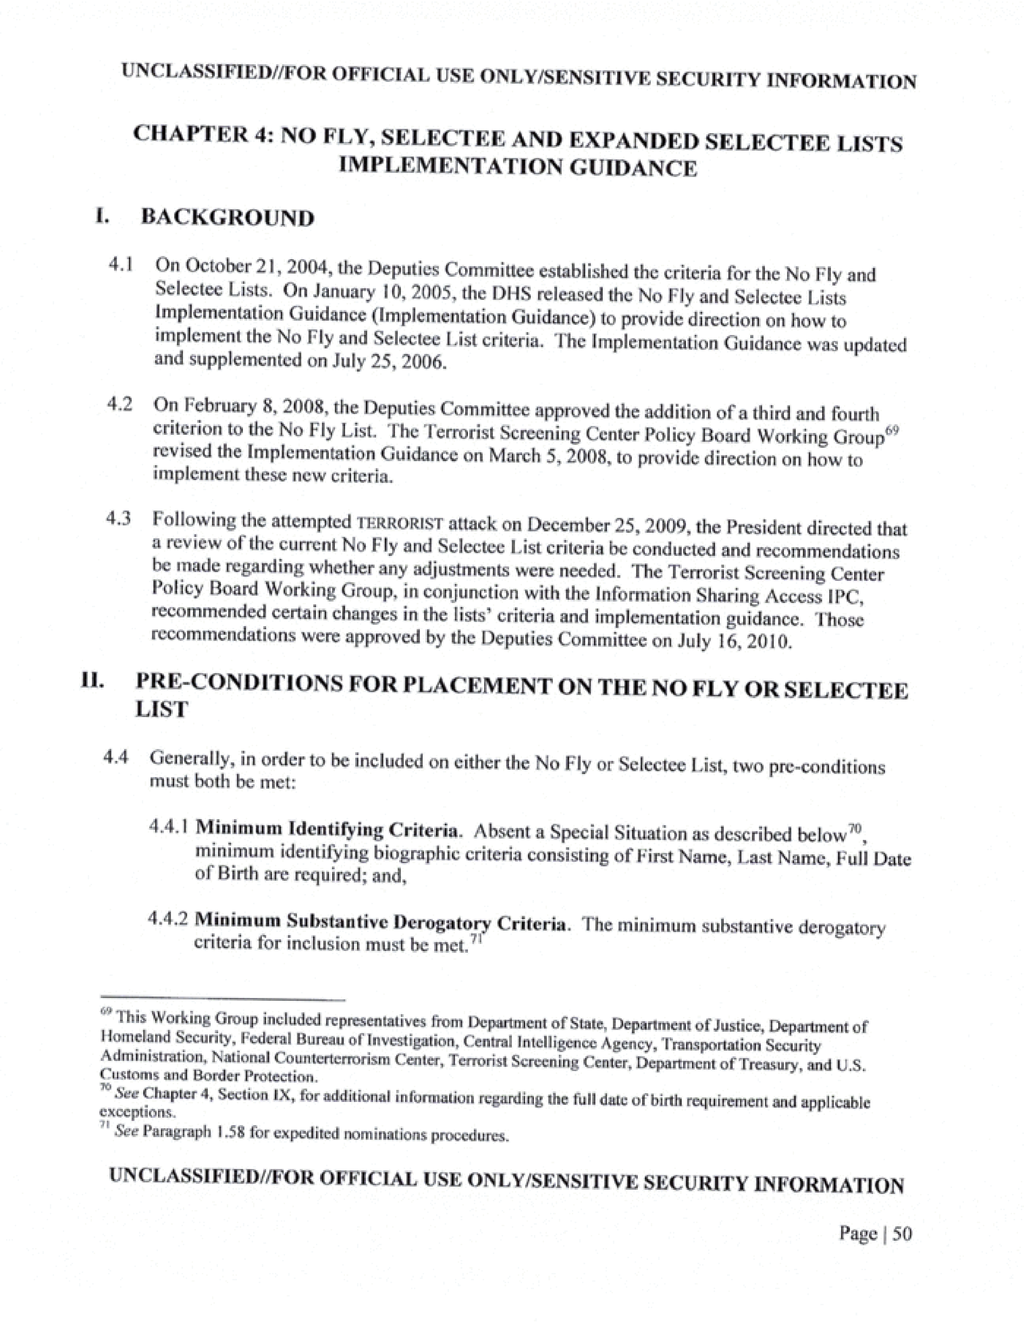 UNCLASSIFIED//FOR OFFICIAL USE ONLY/SENSITIVE SECURITY INFORMATION
CHAPTER 4: NO FLY, SELECTEE AND EXPANDED SELECTEE LISTS
IMPLEMENTATION GUIDANCE
I. BACKGROUND
4.1 On October 21, 2004, the Deputies Committee established the criteria for the No Fly and
Selectee Lists. On January 10, 2005, the DHS released the No Fly and Selectee Lists
Implementation Guidance (Implementation Guidance) to provide direction on how to
implement the No Fly and Selectee List criteria. The Implementation Guidance was updated
and supplemented on July 25, 2006.
4.2 On February 8, 2008, the Deputies Committee approved the addition of a third and fourth
criterion to the No Fly List. The Terrorist Screening Center Policy Board Working Group69
revised the Implementation Guidance on March 5, 2008, to provide direction on how to
implement these new criteria.
4.3 Following the attempted TERRORIST attack on December 25, 2009, the President directed that
a review of the current No Fly and Selectee List criteria be conducted and recommendations
be made regarding whether any adjustments were needed. The Terrorist Screening Center
Policy Board Working Group, in conjunction with the Information Sharing Access IPC,
recommended certain changes in the lists' criteria and implementation guidance. Those
recommendations were approved by the Deputies Committee on July 16, 2010.
II. PRE-CONDITIONS FOR PLACEMENT ON THE NO FLY OR SELECTEE
LIST
4.4 Generally, in order to be included on either the No Fly or Selectee List, two pre-conditions
must both be met:
4.4.1 Minimum Identifying Criteria. Absent a Special Situation as described below70,
minimum identifying biographic criteria consisting of First Name, Last Name, Full Date
of Birth are required; and,
4.4.2 Minimum Substantive Derogatory Criteria. The minimum substantive derogatory
criteria for inclusion must be met.71
69 This Working Group included representatives from Department of State, Department of Justice, Department of
Homeland Security, Federal Bureau of Investigation, Central Intelligence Agency, Transportation Security
Administration, National Counterterrorism Center, Terrorist Screening Center, Department of Treasury, and U.S.
Customs and Border Protection.
70 See Chapter 4, Section IX, for additional information regarding the full date of birth requirement and applicable
exceptions.
71 See Paragraph 1.58 for expedited nominations procedures.
UNCLASSIFIED//FOR OFFICIAL USE ONLY/SENSITIVE SECURITY INFORMATION
Page | 50